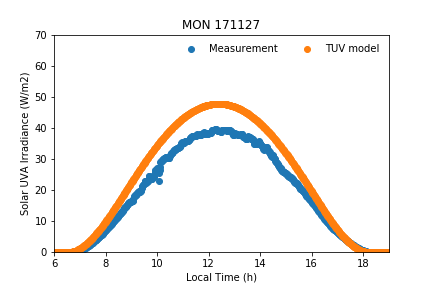 MON 171127
70
60
50
40
30
20
10
0
Solar UVA Irradiance (W/m2)
Measurement
TUV model
6 8 10 12 14 16 18
Local Time (h)